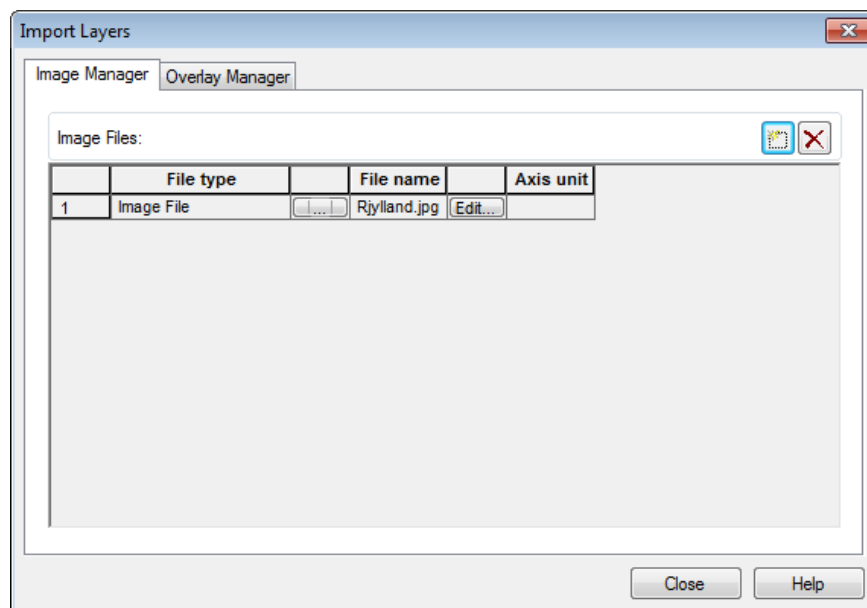 Import Layers
Image Manager Overlay Manager
Image Files:
File type File name Axis unit
1 Image File ... Rjylland.jpg Edit...
Close Help